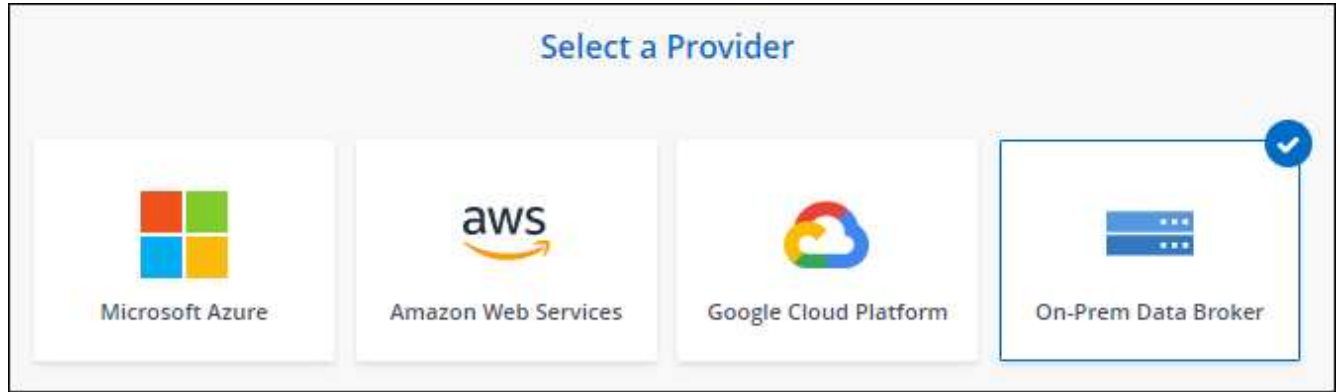 Select a Provider
aws
Microsoft Azure
Amazon Web Services
Google Cloud Platform
On-Prem Data Broker